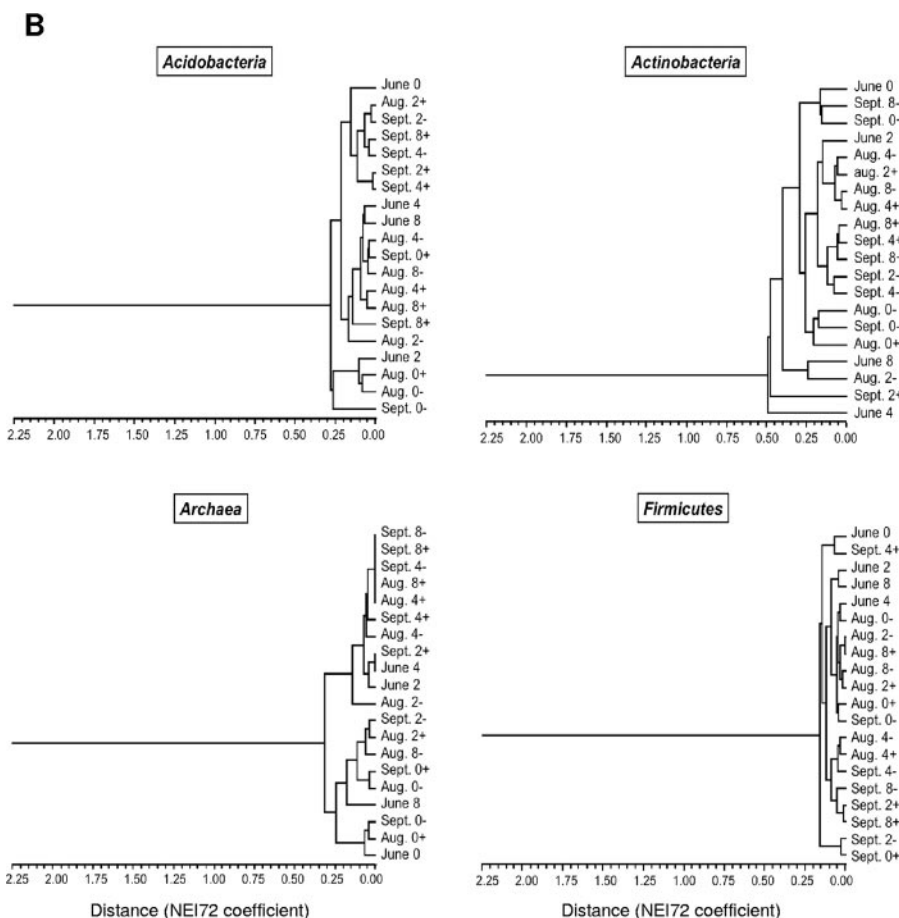 B
Acidobacteria
June 0
Aug. 2+
Sept. 2-
Sept. 8+
Sept. 4-
Sept. 2+
Sept. 4+
June 4
June 8
Aug. 4-
Sept. 0+
Aug. 8-
Aug. 4+
Aug. 8+
Sept. 8+
Aug. 2-
June 2
Aug. 0+
Aug. 0-
Sept. 0-
2.25 2.00 1.75 1.50 1.25 1.00 0.75 0.50 0.25 0.00
Actinobacteria
June 0
Sept. 8-
Sept. 0-
June 2
Aug. 4-
aug. 2+
Aug. 8-
Aug. 4+
Aug. 8+
Sept. 4+
Sept. 8-
Sept. 2-
Sept. 4-
Aug. 0-
Sept. 0-
Aug. 0+
June 8
Aug. 2-
Sept. 2+
June 4
2.25 2.00 1.75 1.50 1.25 1.00 0.75 0.50 0.25 0.00
Archaea
Sept. 8-
Sept. 8+
Sept. 4-
Aug. 8+
Aug. 4+
Sept. 4+
Aug. 4-
Sept. 2+
June 4
June 2
Aug. 2-
Sept. 2-
Aug. 2+
Aug. 8-
Sept. 0+
Aug. 0-
June 8
Sept. 0-
Aug. 0+
June 0
2.25 2.00 1.75 1.50 1.25 1.00 0.75 0.50 0.25 0.00
Distance (NEI72 coefficient)
Firmicutes
June 0
Sept. 4+
June 2
June 8
June 4
Aug. 0-
Aug. 2-
Aug. 8+
Aug. 8-
Aug. 2+
Aug. 0+
Sept. 0-
Aug. 4-
Aug. 4+
Sept. 4-
Sept. 8-
Sept. 2+
Sept. 8+
Sept. 2-
Sept. 0+
2.25 2.00 1.75 1.50 1.25 1.00 0.75 0.50 0.25 0.00
Distance (NEI72 coefficient)